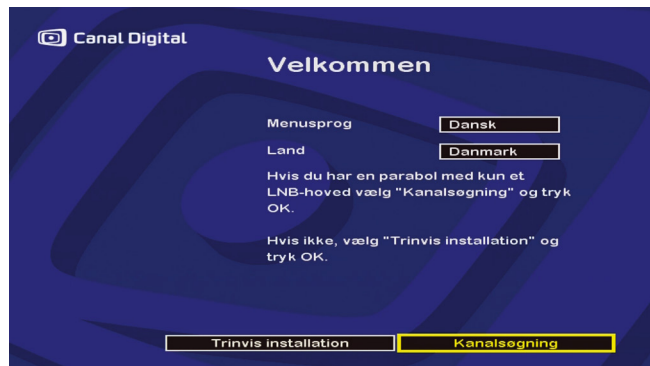 Canal Digital
Velkommen
Menusprog Dansk
Land Danmark
Hvis du har en parabol med kun et
LNB-hoved vælg "Kanalsøgning" og tryk
OK.
Hvis ikke, vælg "Trinvis installation" og
tryk OK.
Trinvis installation Kanalsøgning